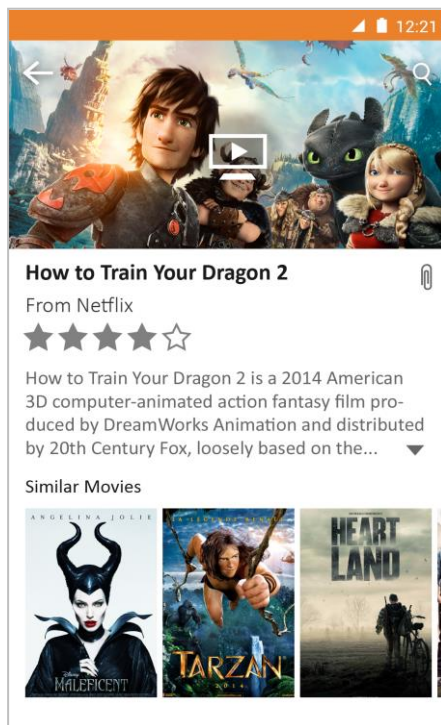 12:21
How to Train Your Dragon 2
From Netflix
How to Train Your Dragon 2 is a 2014 American
3D computer-animated action fantasy film pro-
duced by DreamWorks Animation and distributed
by 20th Century Fox, loosely based on the...
Similar Movies
ANGELINA JOLIE
Disney
MALEFICENT
TARZAN
2014
HEART
LAND